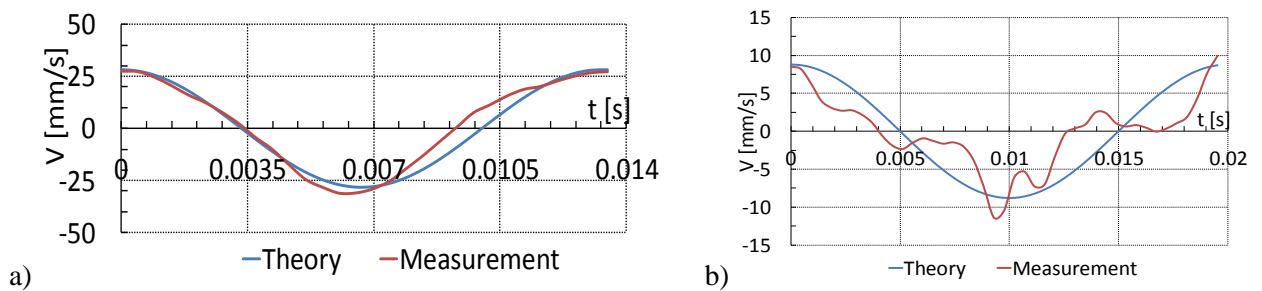 a)
V [mm/s]
50
25
0
-25
-50
0
0.0035
0.007
0.0105
0.014
t [s]
Theory
Measurement
b)
V [mm/s]
15
10
5
0
-5
-10
-15
0
0.005
0.01
0.015
0.02
t [s]
Theory
Measurement